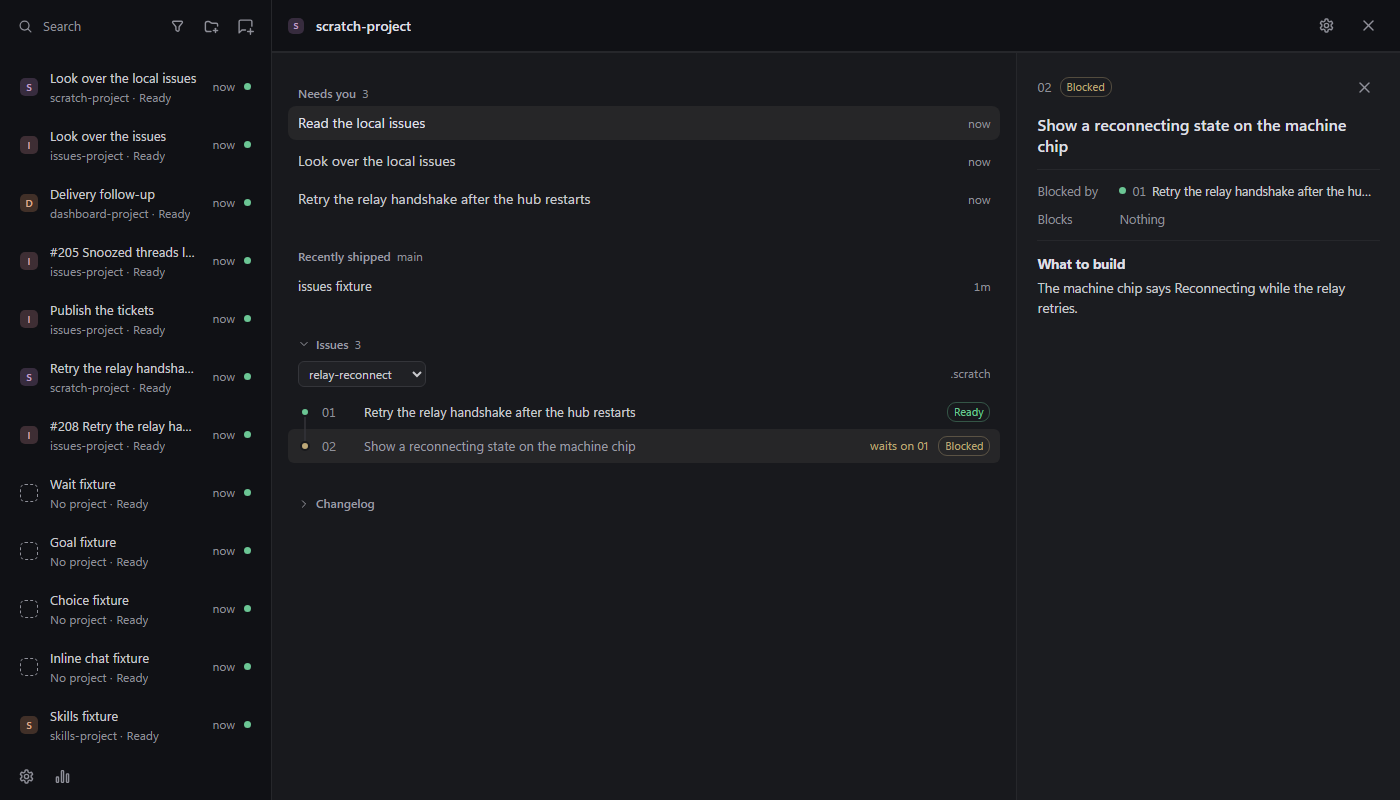 Search
S
Look over the local issues
now
scratch-project · Ready
I
Look over the issues
now
issues-project · Ready
D
Delivery follow-up
now
dashboard-project · Ready
I
#205 Snoozed threads l...
now
issues-project · Ready
I
Publish the tickets
now
issues-project · Ready
S
Retry the relay handsha...
now
scratch-project · Ready
I
#208 Retry the relay ha...
now
issues-project · Ready
Wait fixture
now
No project · Ready
Goal fixture
now
No project · Ready
Choice fixture
now
No project · Ready
Inline chat fixture
now
No project · Ready
S
Skills fixture
now
skills-project · Ready
S scratch-project
Needs you 3
Read the local issues now
Look over the local issues now
Retry the relay handshake after the hub restarts now
Recently shipped main
issues fixture 1m
Issues 3
relay-reconnect .scratch
01 Retry the relay handshake after the hub restarts Ready
02 Show a reconnecting state on the machine chip waits on 01 Blocked
Changelog
02 Blocked
Show a reconnecting state on the machine
chip
Blocked by 01 Retry the relay handshake after the hu...
Blocks Nothing
What to build
The machine chip says Reconnecting while the relay
retries.